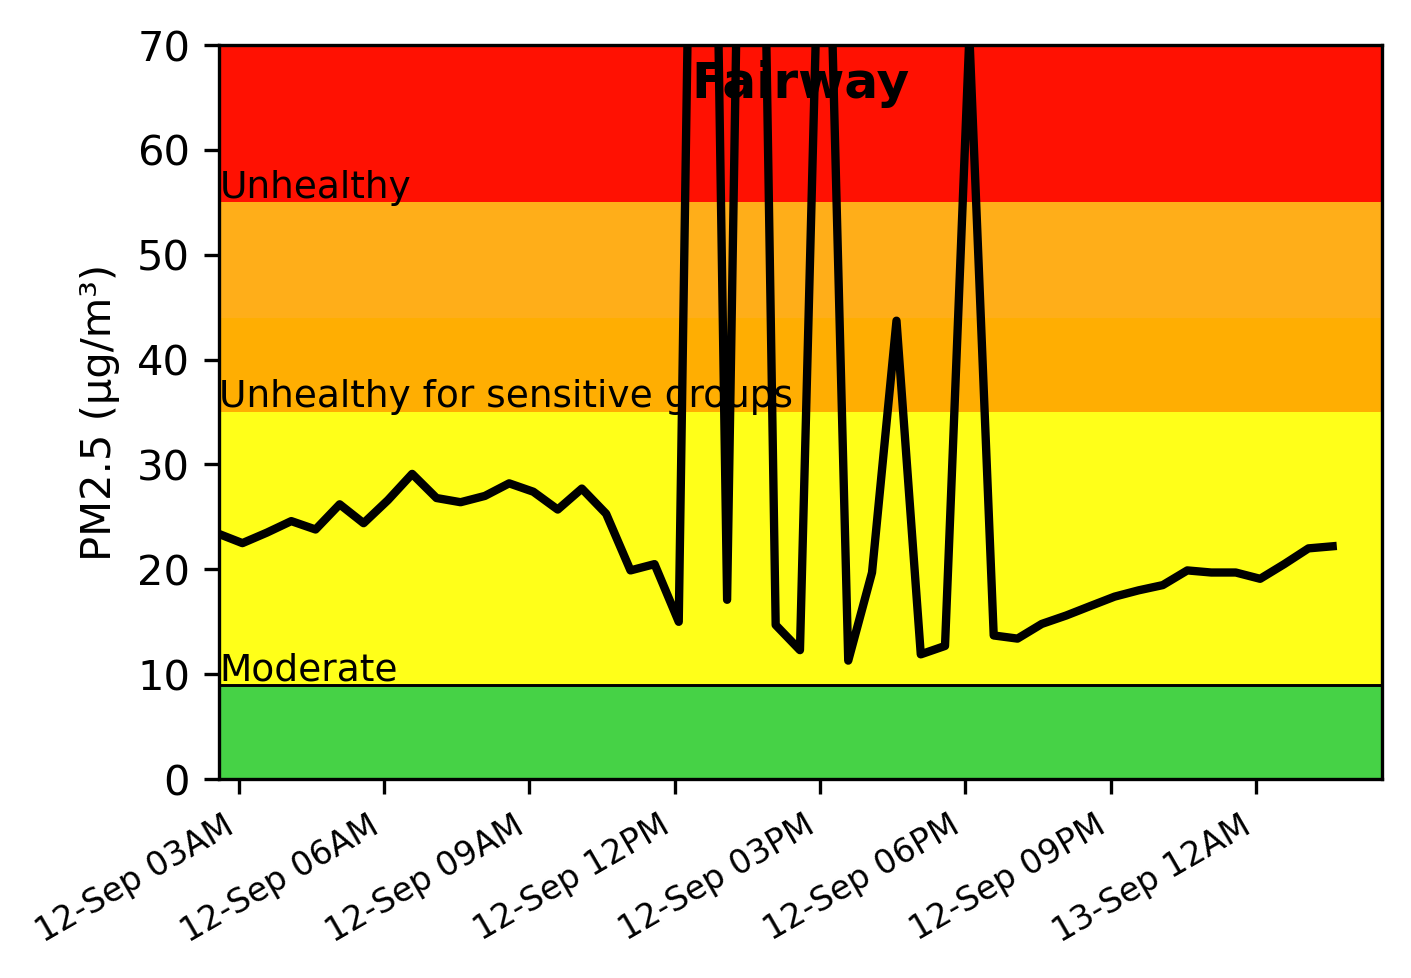 Fairway
PM2.5 (µg/m³)
70
60
50
40
30
20
10
0
Unhealthy
Unhealthy for sensitive groups
Moderate
12-Sep 03AM
12-Sep 06AM
12-Sep 09AM
12-Sep 12PM
12-Sep 03PM
12-Sep 06PM
12-Sep 09PM
13-Sep 12AM